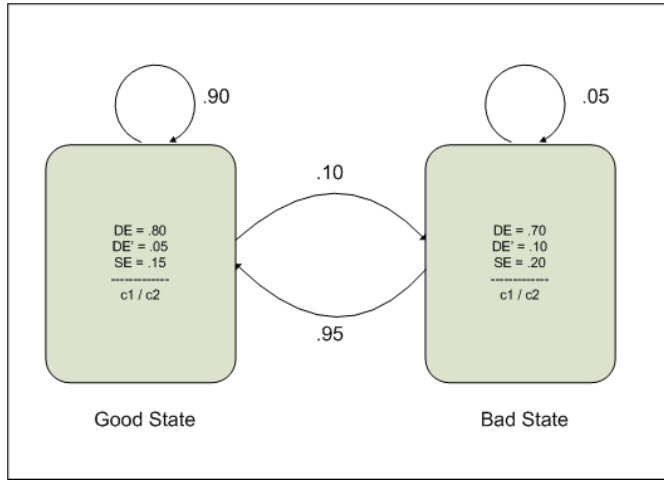 .90
.05
.10
DE = .80
DE' = .05
SE = .15
-------------
c1 / c2
DE = .70
DE' = .10
SE = .20
-------------
c1 / c2
.95
Good State
Bad State